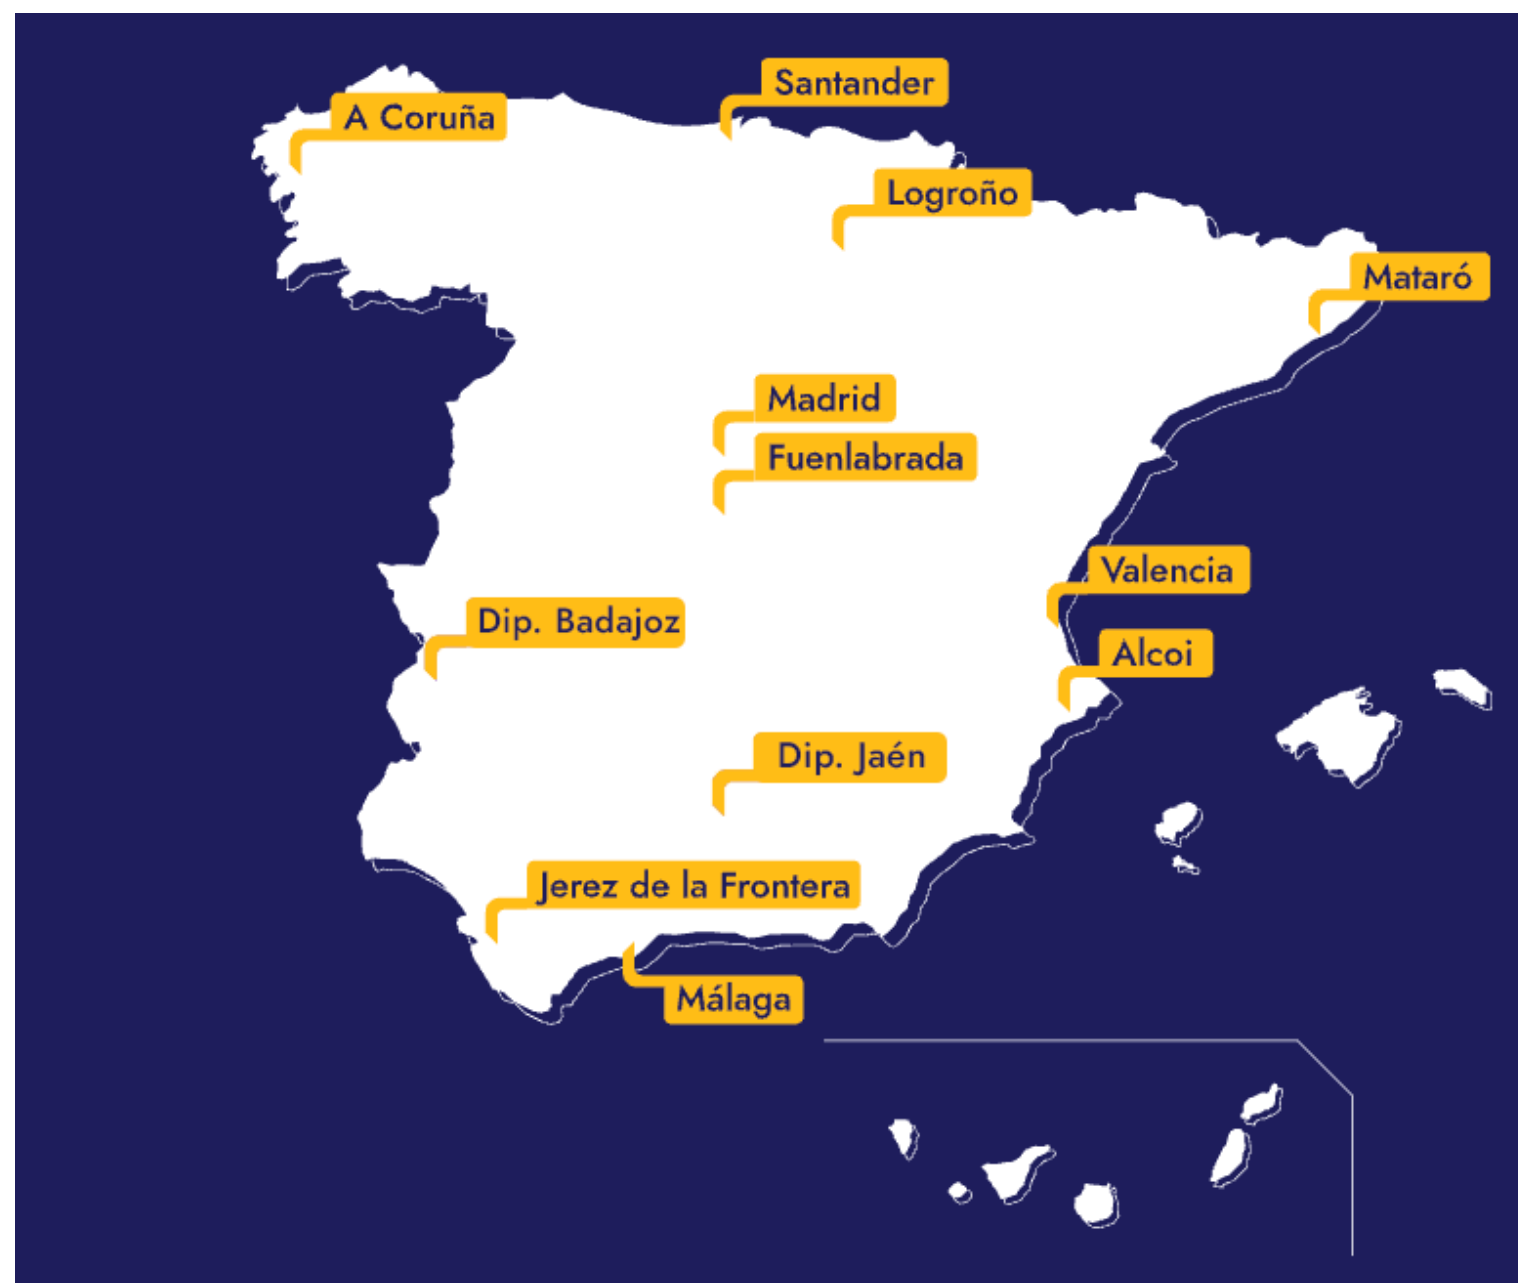 Santander
A Coruña
Logroño
Mataró
Madrid
Fuenlabrada
Valencia
Dip. Badajoz
Alcoi
Dip. Jaén
Jerez de la Frontera
Málaga